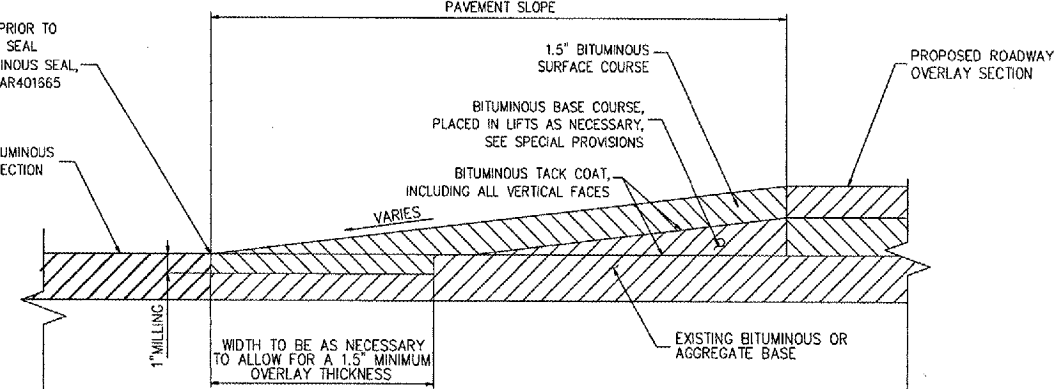 PAVEMENT SLOPE
PRIOR TO
SEAL
INOUS SEAL,
AR401665
UMINOUS
ECTION
1.5" BITUMINOUS
SURFACE COURSE
BITUMINOUS BASE COURSE,
PLACED IN LIFTS AS NECESSARY,
SEE SPECIAL PROVISIONS
BITUMINOUS TACK COAT,
INCLUDING ALL VERTICAL FACES
PROPOSED ROADWAY
OVERLAY SECTION
VARIES
1" MILLING
WIDTH TO BE AS NECESSARY
TO ALLOW FOR A 1.5" MINIMUM
OVERLAY THICKNESS
EXISTING BITUMINOUS OR
AGGREGATE BASE